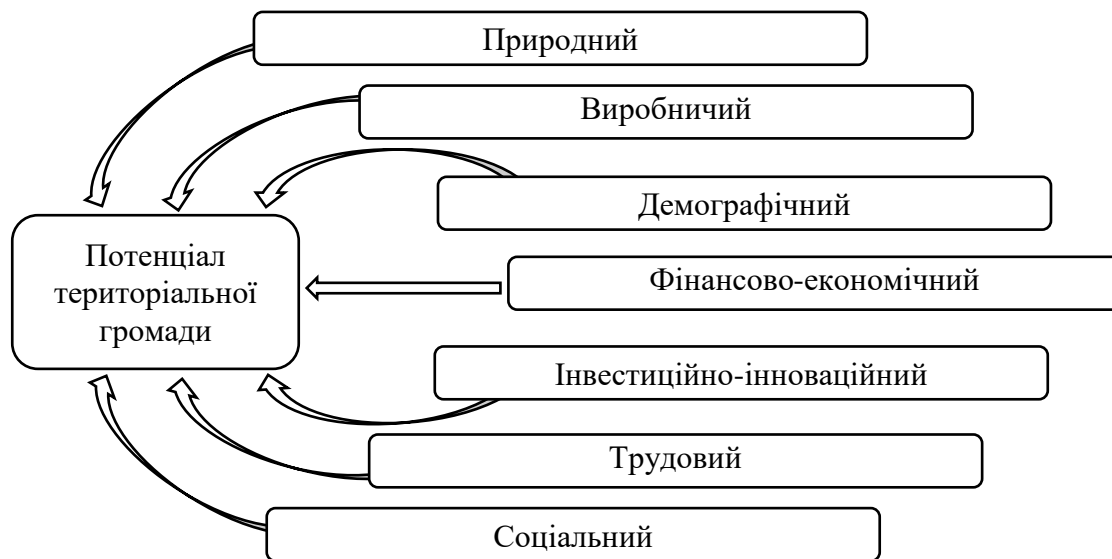 Природний
Виробничий
Демографічний
Потенціал
територіальної
громади
Фінансово-економічний
Інвестиційно-інноваційний
Трудовий
Соціальний